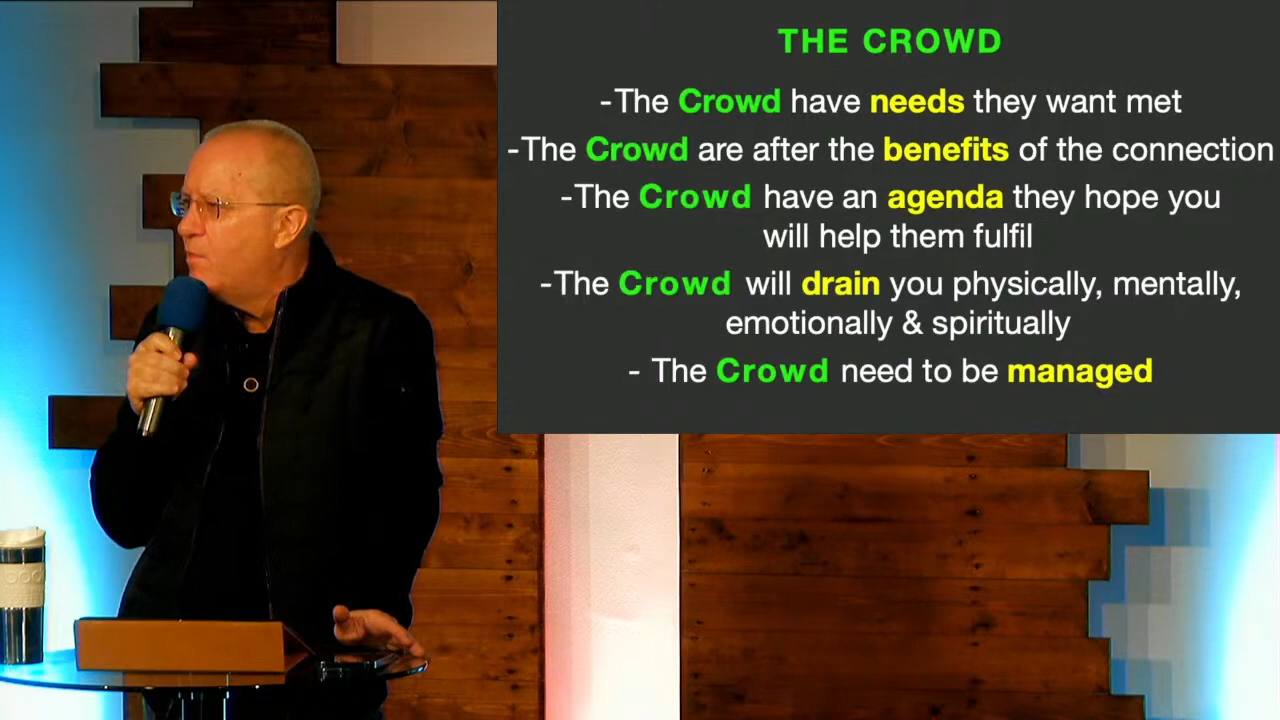 THE CROWD
-The Crowd have needs they want met
-The Crowd are after the benefits of the connection
-The Crowd have an agenda they hope you
will help them fulfil
-The Crowd will drain you physically, mentally,
emotionally & spiritually
- The Crowd need to be managed